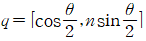 q = ⌈cos θ/2, n sin θ/2⌉